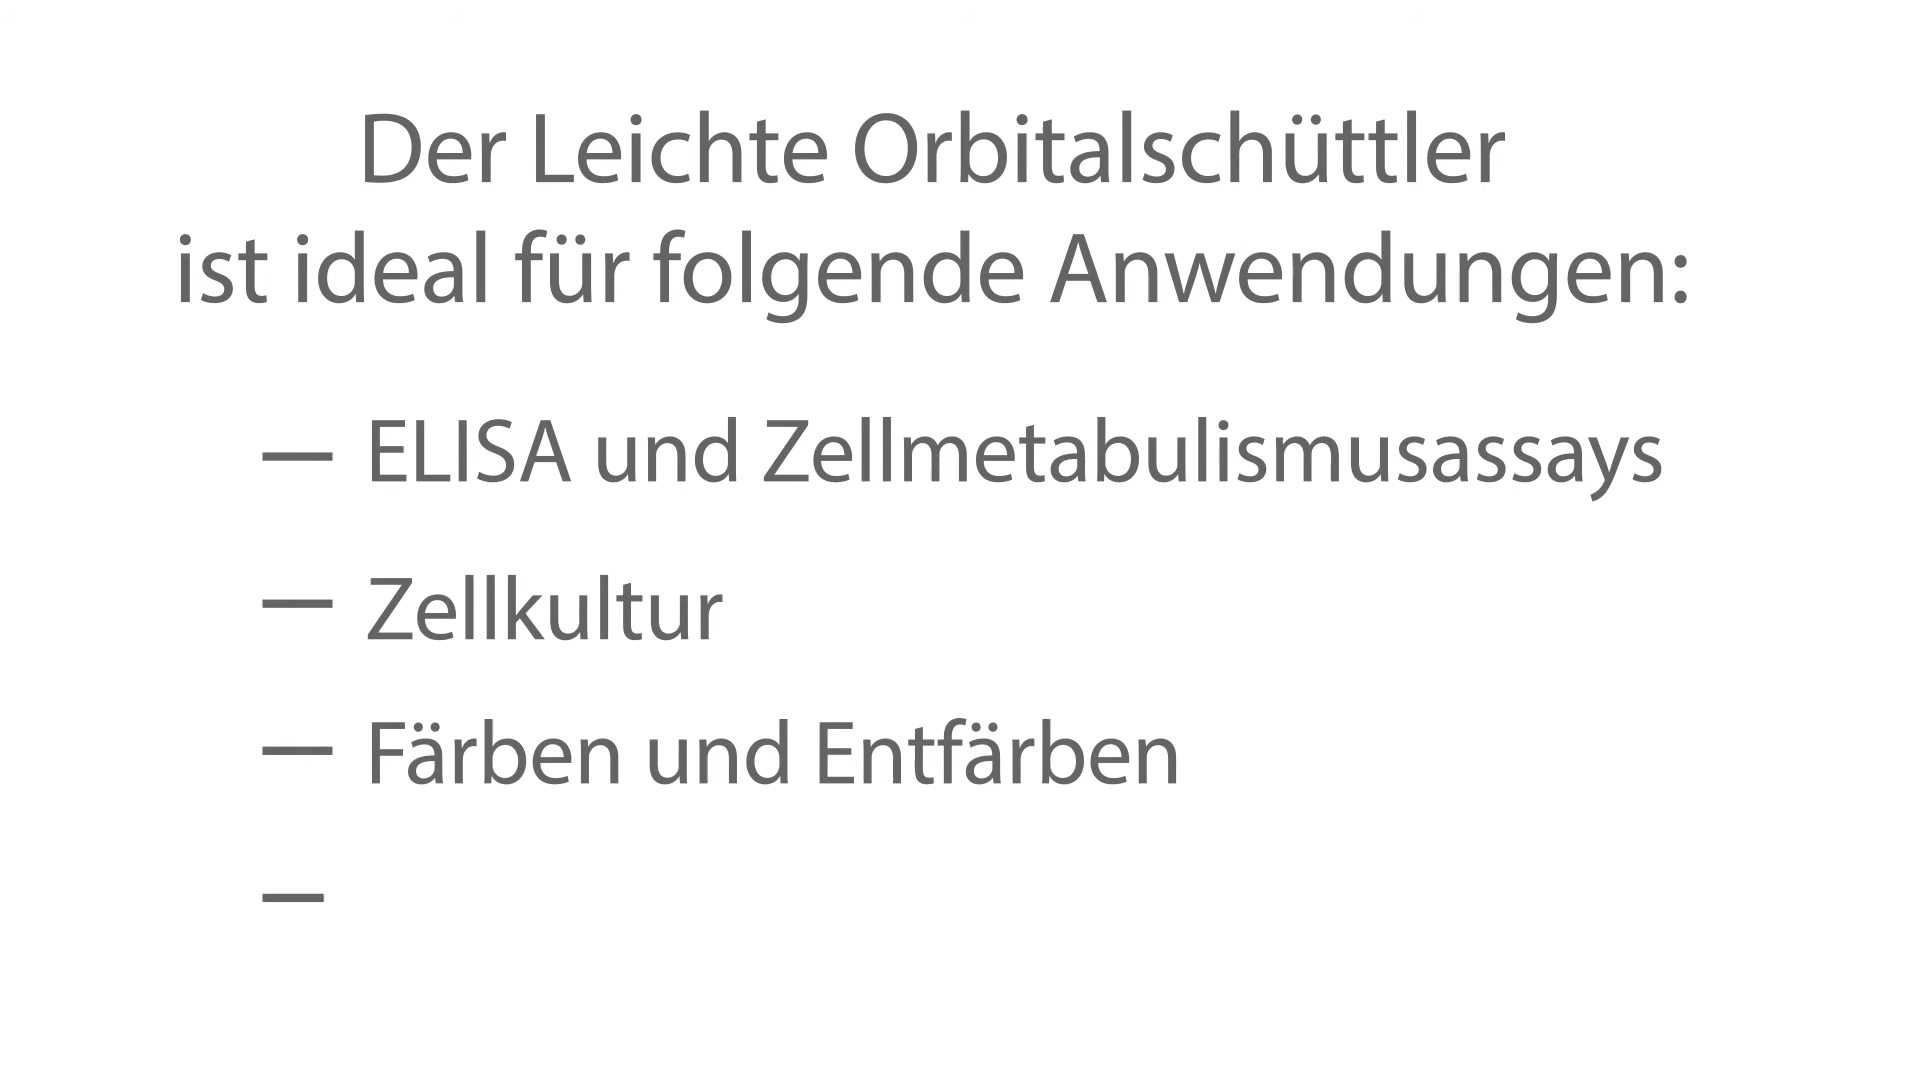 Der Leichte Orbitalschüttler
ist ideal für folgende Anwendungen:
— ELISA und Zellmetabulismusassays
— Zellkultur
— Färben und Entfärben
—